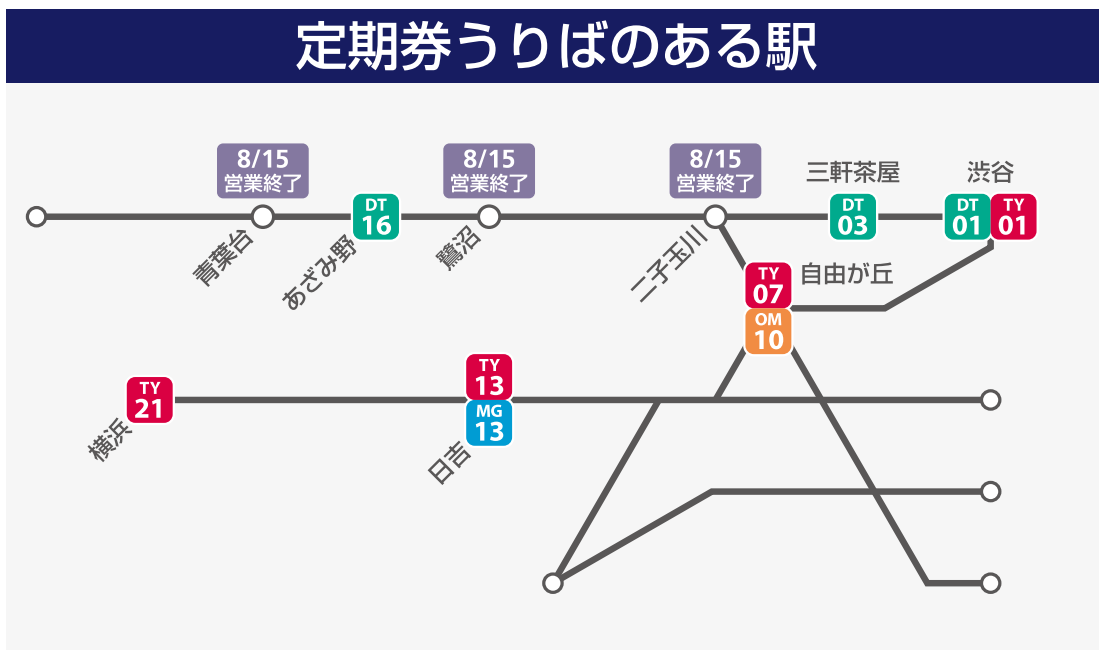 定期券うりばのある駅
8/15
営業終了
8/15
営業終了
8/15
営業終了
三軒茶屋
渋谷
DT
16
DT
03
DT
01
TY
01
青葉台
あざみ野
鷺沼
二子玉川
TY
07
自由が丘
OM
10
TY
21
TY
13
MG
13
横浜
日吉